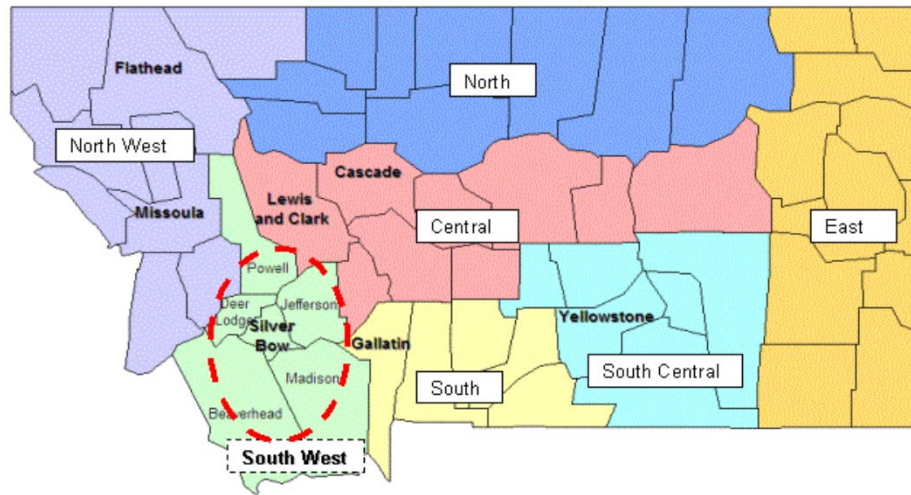 Flathead
North
North West
Cascade
Missoula
Lewis
and Clark
Central
East
Powell
Deer
Lodge
Jefferson
Silver
Bow
Gallatin
Yellowstone
Madison
South
South Central
Beaverhead
South West